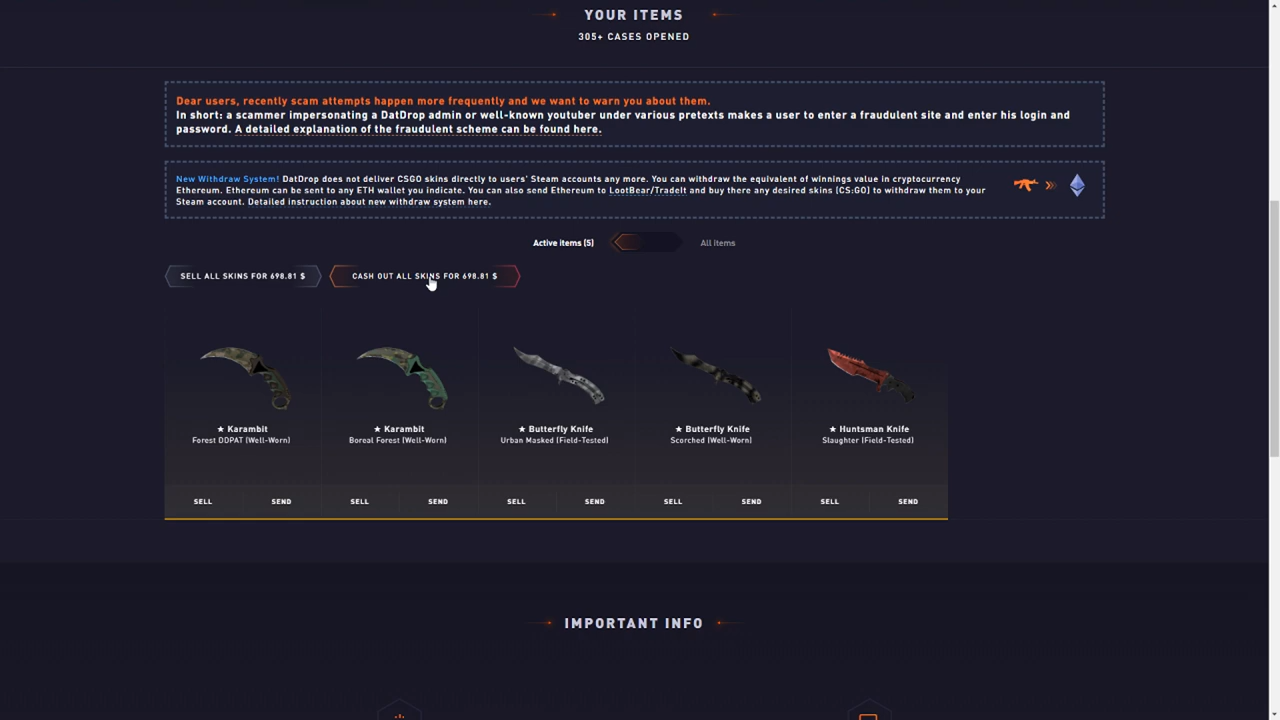 YOUR ITEMS
305+ CASES OPENED
Dear users, recently scam attempts happen more frequently and we want to warn you about them.
In short: a scammer impersonating a DatDrop admin or well-known youtuber under various pretexts makes a user to enter a fraudulent site and enter his login and
password. A detailed explanation of the fraudulent scheme can be found here.
New Withdraw System! DatDrop does not deliver CSGO skins directly to users' Steam accounts any more. You can withdraw the equivalent of winnings value in cryptocurrency
Ethereum. Ethereum can be sent to any ETH wallet you indicate. You can also send Ethereum to LootBear/TradeIt and buy there any desired skins (CS:GO) to withdraw them to your
Steam account. Detailed instruction about new withdraw system here.
Active items (5) All items
SELL ALL SKINS FOR 698.81 $ CASH OUT ALL SKINS FOR 698.81 $
★ Karambit ★ Karambit ★ Butterfly Knife ★ Butterfly Knife ★ Huntsman Knife
Forest DDPAT (Well-Worn) Boreal Forest (Well-Worn) Urban Masked (Field-Tested) Scorched (Well-Worn) Slaughter (Field-Tested)
SELL SEND SELL SEND SELL SEND SELL SEND SELL SEND
IMPORTANT INFO